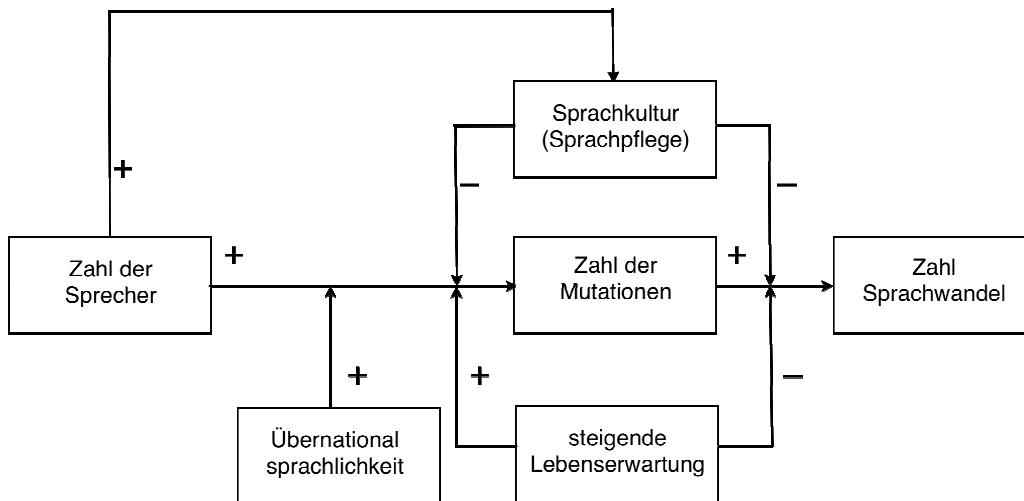 Sprachkultur
(Sprachpflege)
+
–
–
Zahl der
Sprecher
+
Zahl der
Mutationen
+
Zahl
Sprachwandel
+
+
–
Übernational
sprachlichkeit
steigende
Lebenserwartung